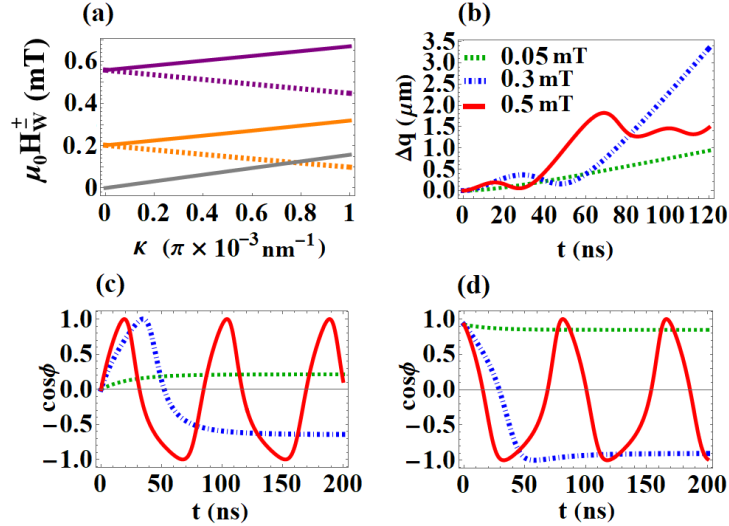 (a)
μ₀H_W^± (mT)
0.6
0.4
0.2
0
0 0.2 0.4 0.6 0.8 1
κ (π × 10⁻³ nm⁻¹)
(b)
Δq (μm)
3.5
3.0
2.5
2.0
1.5
1.0
0.5
0.0
0.05 mT
0.3 mT
0.5 mT
0 20 40 60 80 100 120
t (ns)
(c)
- cosϕ
1.0
0.5
0.0
-0.5
-1.0
0 50 100 150 200
t (ns)
(d)
- cosϕ
1.0
0.5
0.0
-0.5
-1.0
0 50 100 150 200
t (ns)